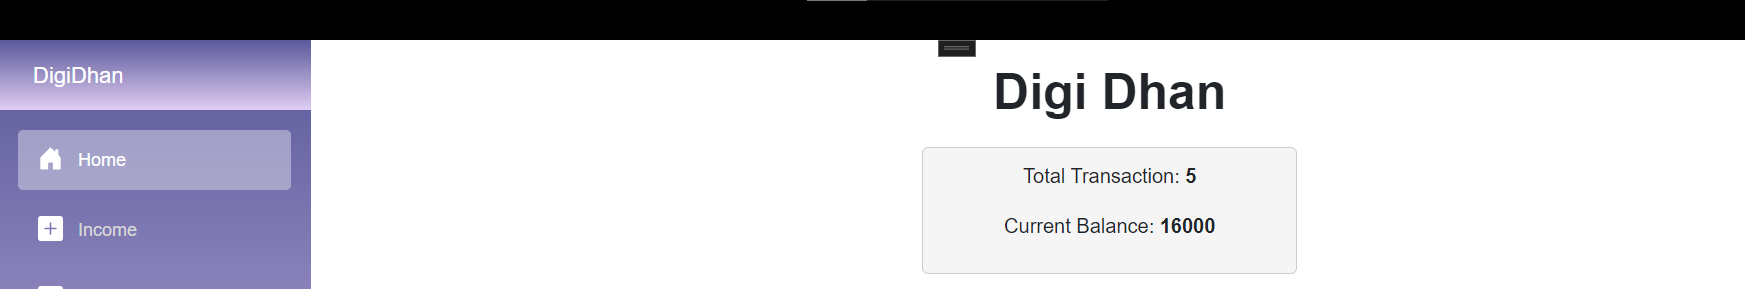 DigiDhan
Home
Income
Digi Dhan
Total Transaction: 5
Current Balance: 16000